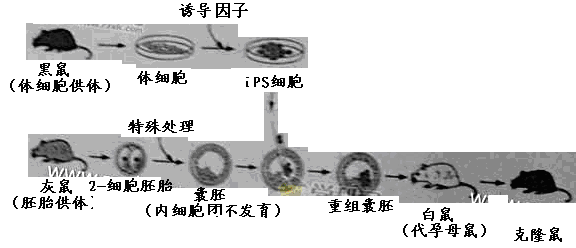 诱导因子
黑鼠
(体细胞供体)
体细胞
iPS细胞
特殊处理
灰鼠
(胚胎供体)
2-细胞胚胎
囊胚
(内细胞团不发育)
重组囊胚
白鼠
(代孕母鼠)
克隆鼠